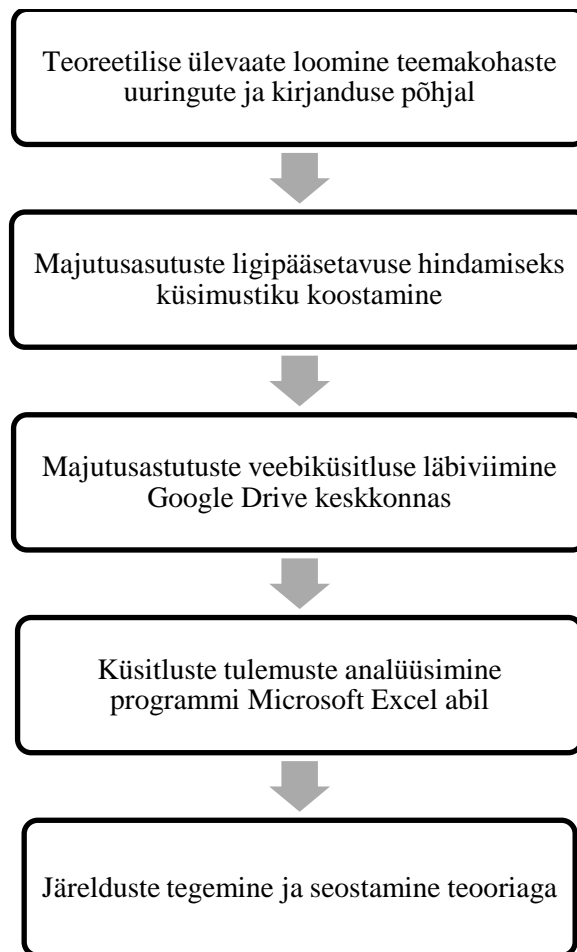 Teoreetilise ülevaate loomine teemakohaste
uuringute ja kirjanduse põhjal
Majutusasutuste ligipääsetavuse hindamiseks
küsimustiku koostamine
Majutusastutuste veebiküsitluse läbiviimine
Google Drive keskkonnas
Küsitluste tulemuste analüüsimine
programmi Microsoft Excel abil
Järelduste tegemine ja seostamine teooriaga